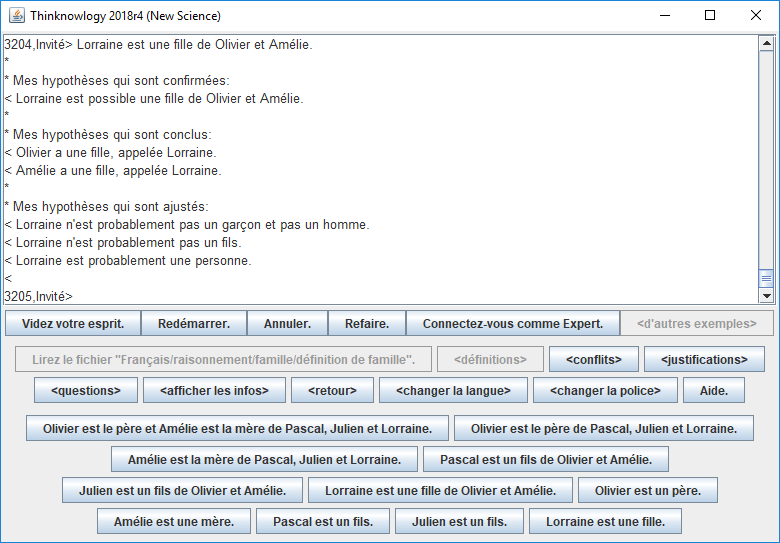 Thinknowlogy 2018r4 (New Science)
3204,Invité> Lorraine est une fille de Olivier et Amélie.
*
* Mes hypothèses qui sont confirmées:
< Lorraine est possible une fille de Olivier et Amélie.
*
* Mes hypothèses qui sont conclus:
< Olivier a une fille, appelée Lorraine.
< Amélie a une fille, appelée Lorraine.
*
* Mes hypothèses qui sont ajustés:
< Lorraine n'est probablement pas un garçon et pas un homme.
< Lorraine n'est probablement pas un fils.
< Lorraine est probablement une personne.
<
3205,Invité>
Videz votre esprit. Redémarrer. Annuler. Refaire. Connectez-vous comme Expert. <d'autres exemples>
Lirez le fichier "Français/raisonnement/famille/définition de famille". <définitions> <conflits> <justifications>
<questions> <afficher les infos> <retour> <changer la langue> <changer la police> Aide.
Olivier est le père et Amélie est la mère de Pascal, Julien et Lorraine. Olivier est le père de Pascal, Julien et Lorraine.
Amélie est la mère de Pascal, Julien et Lorraine. Pascal est un fils de Olivier et Amélie.
Julien est un fils de Olivier et Amélie. Lorraine est une fille de Olivier et Amélie. Olivier est un père.
Amélie est une mère. Pascal est un fils. Julien est un fils. Lorraine est une fille.